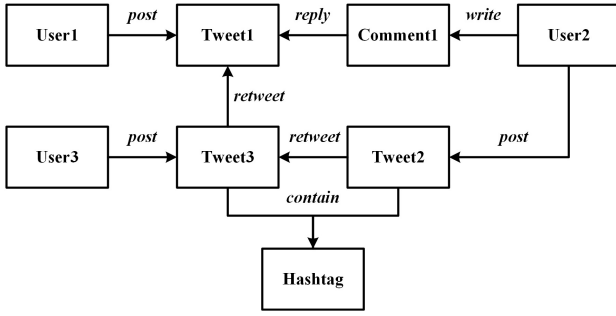 post reply write
User1 Tweet1 Comment1 User2
retweet
post retweet post
User3 Tweet3 Tweet2
contain
Hashtag